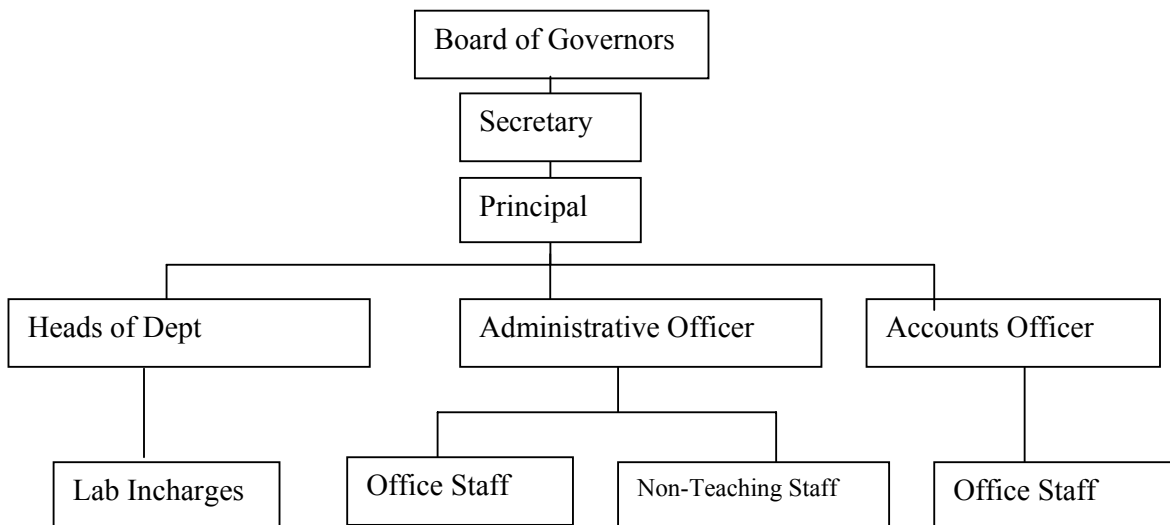 Board of Governors
Secretary
Principal
Heads of Dept
Administrative Officer
Accounts Officer
Lab Incharges
Office Staff
Non-Teaching Staff
Office Staff